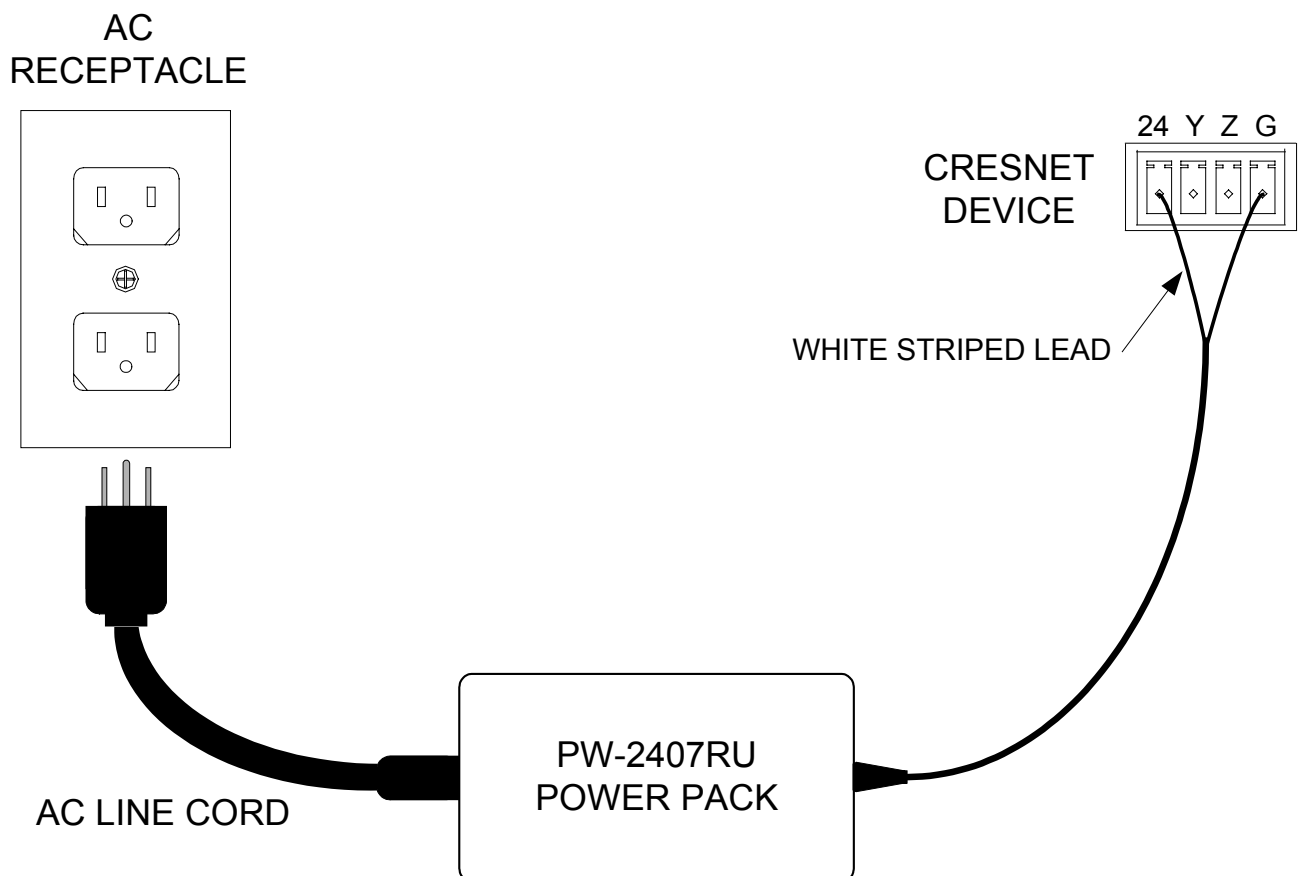 AC
RECEPTACLE
24 Y Z G
CRESNET
DEVICE
WHITE STRIPED LEAD
PW-2407RU
POWER PACK
AC LINE CORD